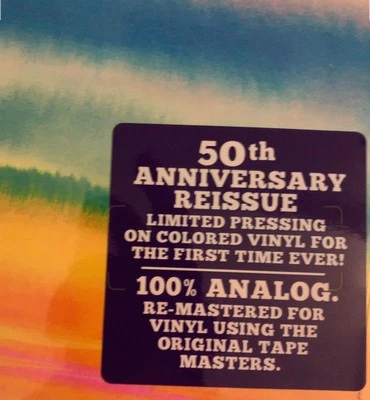 50th
ANNIVERSARY
REISSUE
LIMITED PRESSING
ON COLORED VINYL FOR
THE FIRST TIME EVER!
100% ANALOG.
RE-MASTERED FOR
VINYL USING THE
ORIGINAL TAPE
MASTERS.